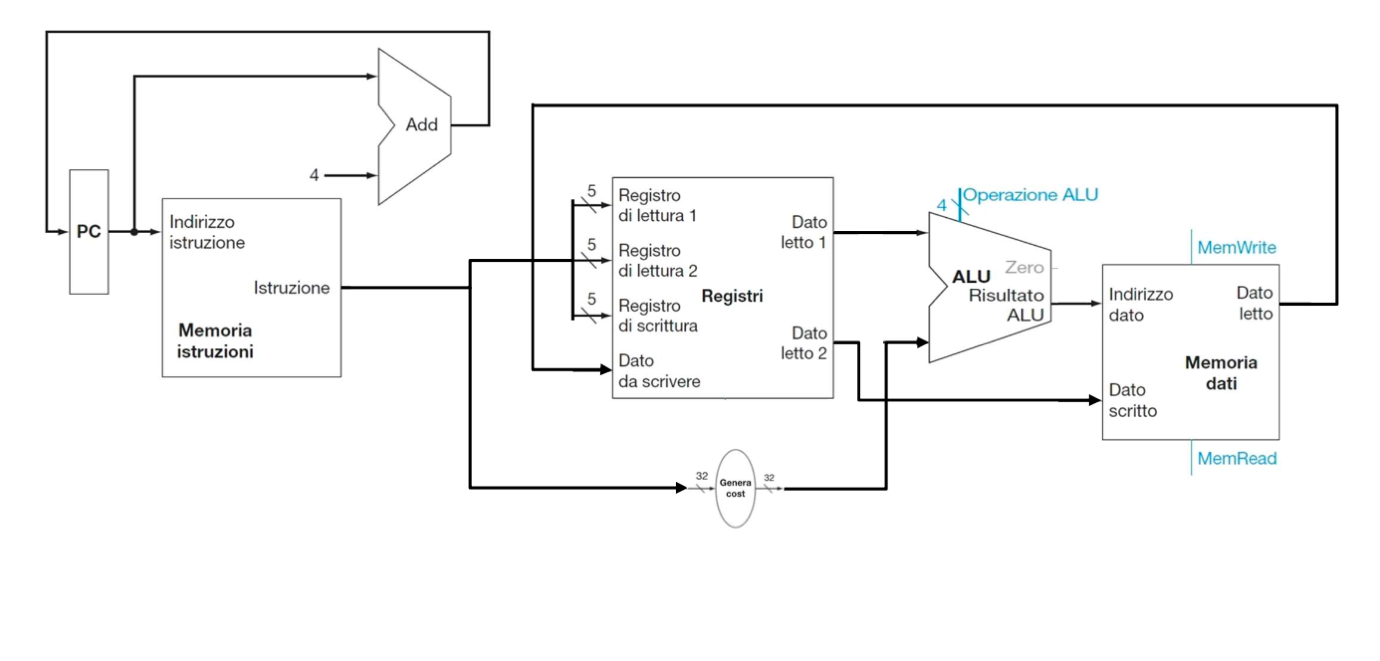 Add
4
PC
Indirizzo
istruzione
Istruzione
Memoria
istruzioni
5
Registro
di lettura 1
5
Registro
di lettura 2
5
Registro
di scrittura
Dato
da scrivere
Registri
Dato
letto 1
Dato
letto 2
4
Operazione ALU
ALU
Zero
Risultato
ALU
MemWrite
Indirizzo
dato
Dato
letto
Memoria
dati
Dato
scritto
MemRead
32
Genera
cost
32